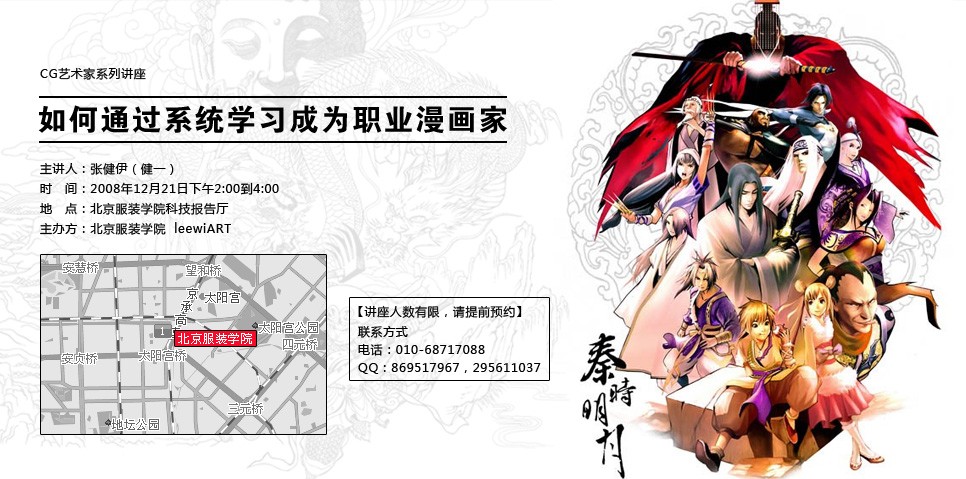 CG艺术家系列讲座
如何通过系统学习成为职业漫画家
主讲人：张健伊（健一）
时　间：2008年12月21日下午2:00到4:00
地　点：北京服装学院科技报告厅
主办方：北京服装学院 leewiART
安慧桥
望和桥
京承高
太阳宫
1
北京服装学院
太阳宫公园
四元桥
安贞桥
太阳宫桥
三元桥
地坛公园
【讲座人数有限，请提前预约】
联系方式
电话：010-68717088
QQ：869517967，295611037
秦時明月